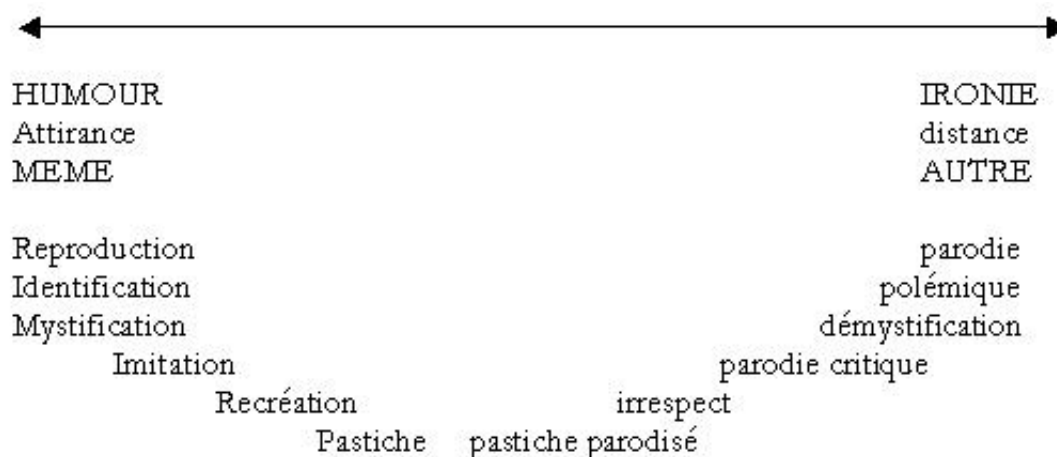 HUMOUR IRONIE
Attirance distance
MEME AUTRE
Reproduction parodie
Identification polémique
Mystification démystification
Imitation parodie critique
Recréation irrespect
Pastiche pastiche parodisé